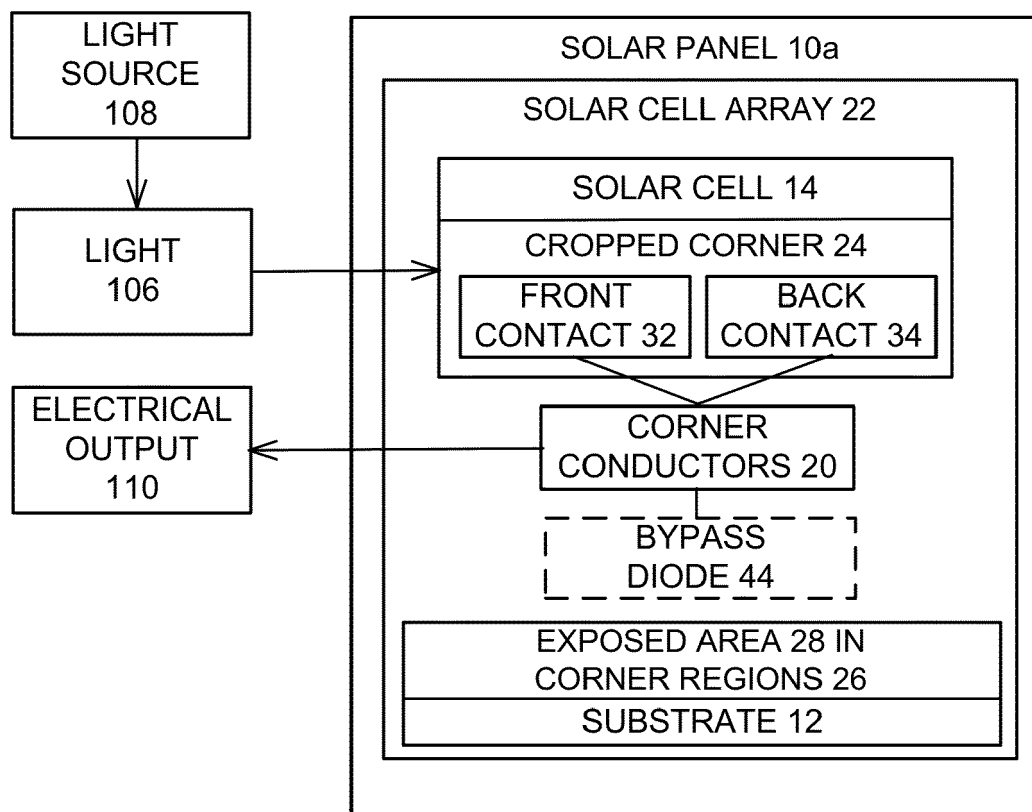 LIGHT
SOURCE
108
LIGHT
106
ELECTRICAL
OUTPUT
110
SOLAR PANEL 10a
SOLAR CELL ARRAY 22
SOLAR CELL 14
CROPPED CORNER 24
FRONT
CONTACT 32
BACK
CONTACT 34
CORNER
CONDUCTORS 20
BYPASS
DIODE 44
EXPOSED AREA 28 IN
CORNER REGIONS 26
SUBSTRATE 12